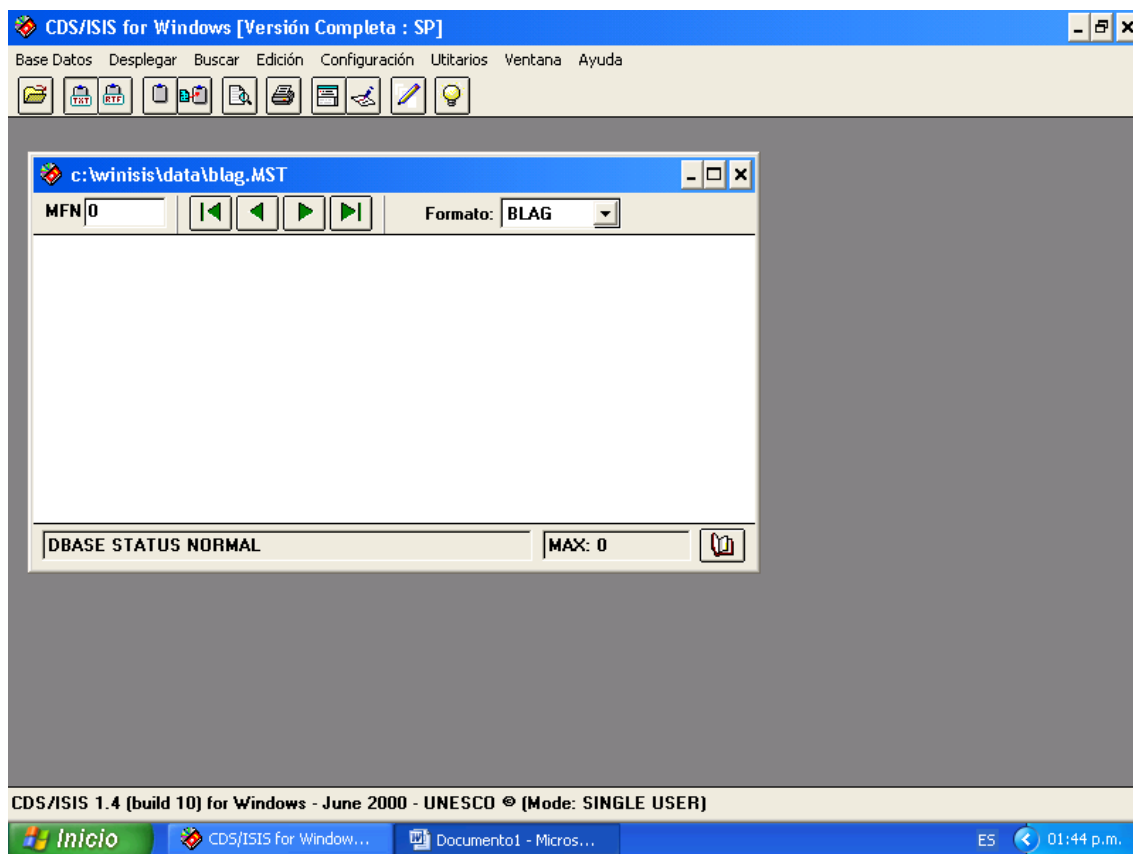 CDS/ISIS for Windows [Versión Completa : SP]
Base Datos Desplegar Buscar Edición Configuración Utitarios Ventana Ayuda
TXT RTF
c:\winisis\data\blag.MST
MFN 0 Formato: BLAG
DBASE STATUS NORMAL MAX: 0
CDS/ISIS 1.4 (build 10) for Windows - June 2000 - UNESCO © (Mode: SINGLE USER)
Inicio CDS/ISIS for Window... Documento1 - Micros... ES 01:44 p.m.